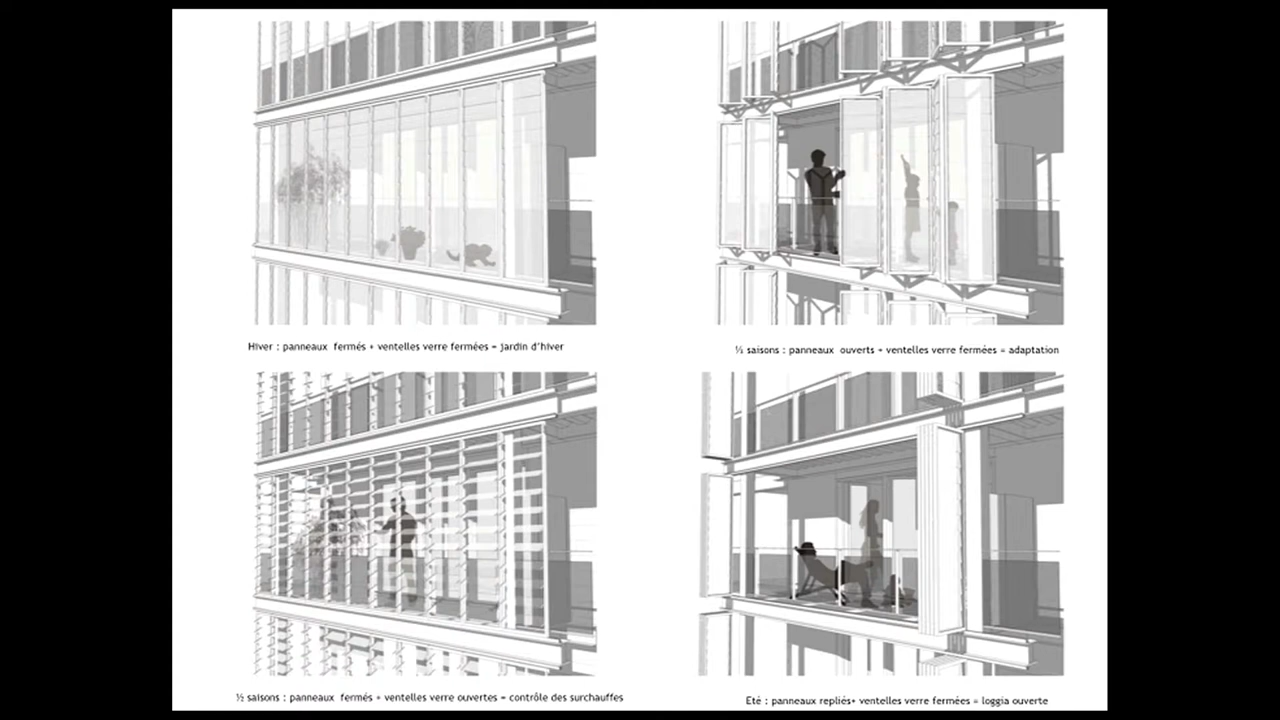 Hiver : panneaux fermés + ventelles verre fermées = jardin d'hiver
½ saisons : panneaux ouverts + ventelles verre fermées = adaptation
½ saisons : panneaux fermés + ventelles verre ouvertes = contrôle des surchauffes
Eté : panneaux repliés+ ventelles verre fermées = loggia ouverte